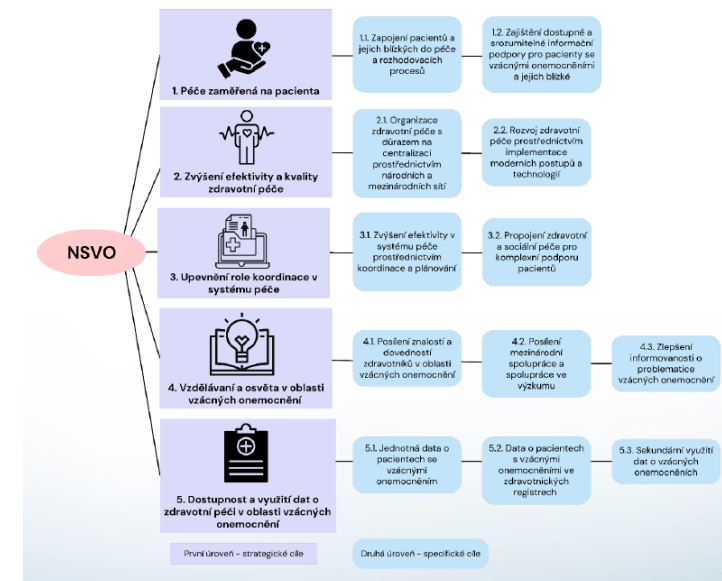 NSVO
1. Péče zaměřená na pacienta
1.1. Zapojení pacientů a
jejich blízkých do péče
a rozhodovacích
procesů
1.2. Zajištění dostupné a
srozumitelné informační
podpory pro pacienty se
vzácnými onemocněními
a jejich blízké
2. Zvýšení efektivity a kvality
zdravotní péče
2.1. Organizace
zdravotní péče s
důrazem na
centralizaci
prostřednictvím
národních a
mezinárodních sítí
2.2. Rozvoj zdravotní
péče prostřednictvím
implementace
moderních postupů a
technologií
3. Upevnění role koordinace v
systému péče
3.1. Zvýšení efektivity v
systému péče
prostřednictvím
koordinace a plánování
3.2. Propojení zdravotní
a sociální péče pro
komplexní podporu
pacientů
4. Vzdělávaní a osvěta v oblasti
vzácných onemocnění
4.1. Posílení znalostí a
dovedností
zdravotníků v oblasti
vzácných onemocnění
4.2. Posílení
mezinárodní
spolupráce a
spolupráce ve
výzkumu
4.3. Zlepšení
informovanosti o
problematice
vzácných onemocnění
5. Dostupnost a využití dat o
zdravotní péči v oblasti vzácných
onemocnění
5.1. Jednotná data o
pacientech se
vzácnými
onemocněním
5.2. Data o pacientech
s vzácnými
onemocněními ve
zdravotnických
registrech
5.3. Sekundární využití
dat o vzácných
onemocněních
První úroveň - strategické cíle
Druhá úroveň - specifické cíle